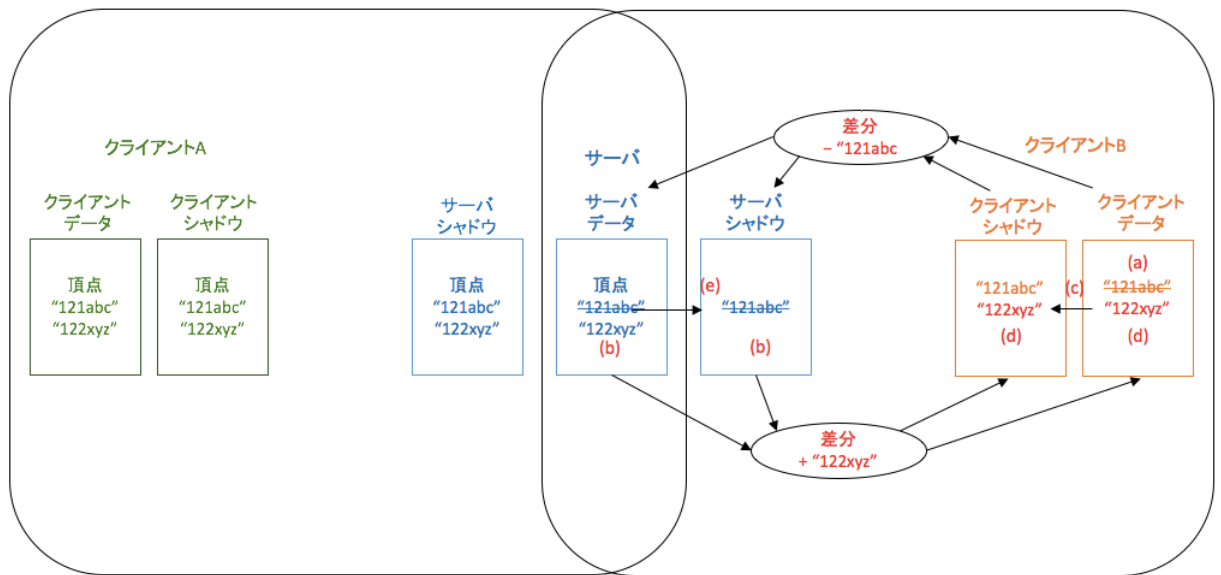 クライアントA
クライアント
データ
頂点
“121abc”
“122xyz”
クライアント
シャドウ
頂点
“121abc”
“122xyz”
サーバ
シャドウ
頂点
“121abc”
“122xyz”
サーバ
サーバ
データ
頂点
“121abc”
“122xyz”
(b)
サーバ
シャドウ
(e)
“121abc”
(b)
差分
– “121abc
差分
+ “122xyz”
クライアントB
クライアント
シャドウ
“121abc”
“122xyz”
(d)
(c)
クライアント
データ
(a)
“121abc”
“122xyz”
(d)